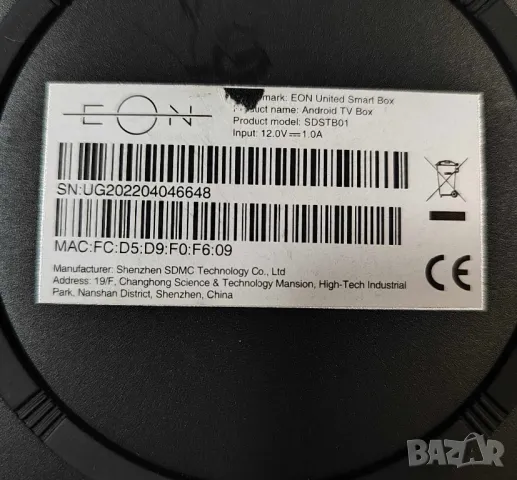 EON
mark: EON United Smart Box
Product name: Android TV Box
Product model: SDSTB01
Input: 12.0V⎓1.0A
SN:UG202204046648
MAC:FC:D5:D9:F0:F6:09
Manufacturer: Shenzhen SDMC Technology Co., Ltd
Address: 19/F, Changhong Science & Technology Mansion, High-Tech Industrial
Park, Nanshan District, Shenzhen, China
CE
BAZAR.bg